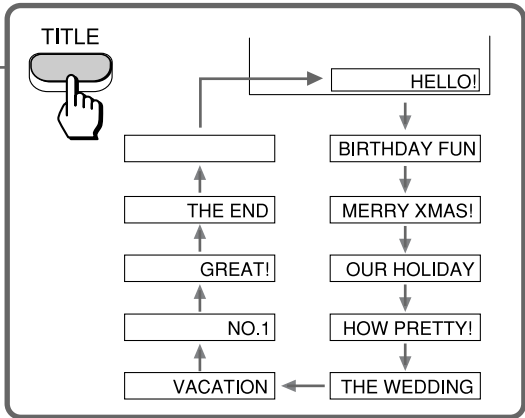 TITLE
HELLO!
BIRTHDAY FUN
MERRY XMAS!
OUR HOLIDAY
HOW PRETTY!
THE WEDDING
VACATION
NO.1
GREAT!
THE END